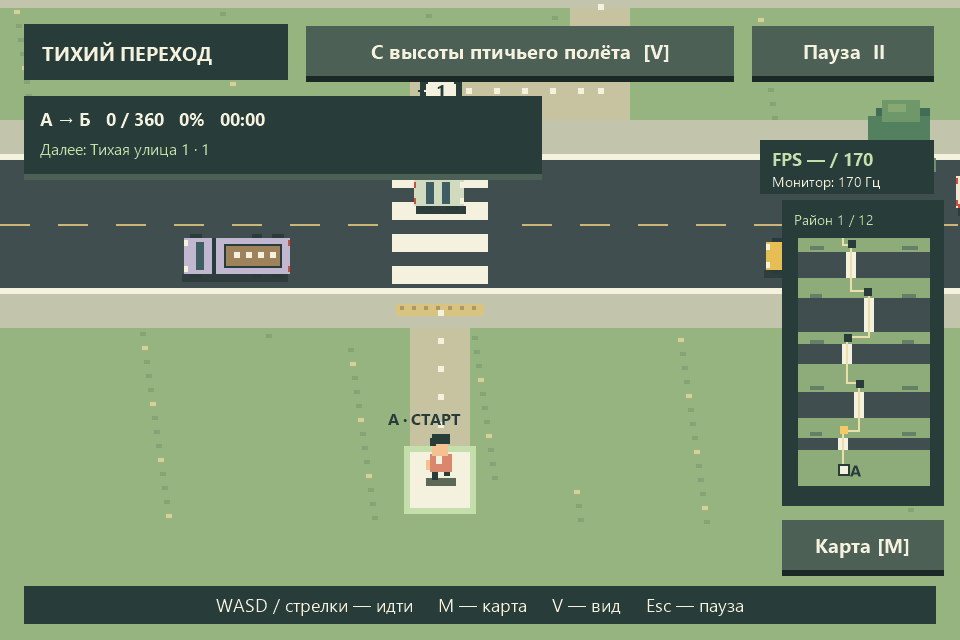 ТИХИЙ ПЕРЕХОД
С высоты птичьего полёта [V]
Пауза II
1
А → Б 0 / 360 0% 00:00
Далее: Тихая улица 1 · 1
FPS — / 170
Монитор: 170 Гц
Район 1 / 12
А
А · СТАРТ
Карта [M]
WASD / стрелки — идти M — карта V — вид Esc — пауза